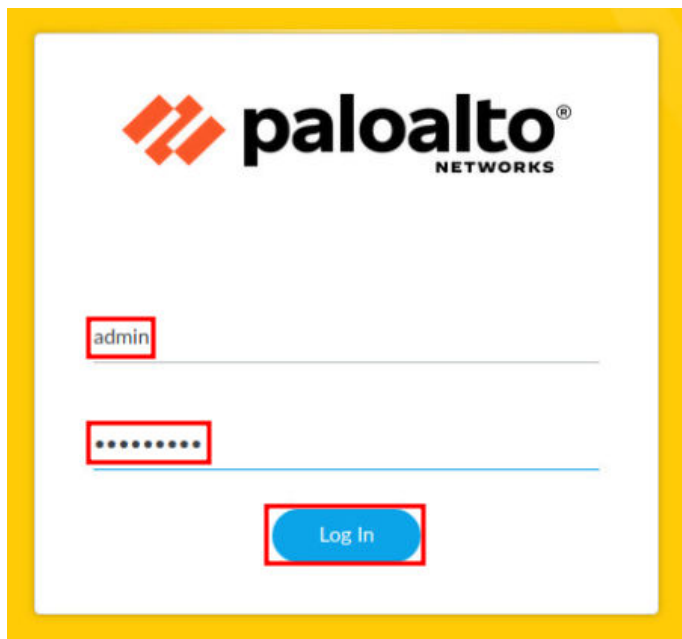 paloalto®
NETWORKS
admin
•••••••••
Log In